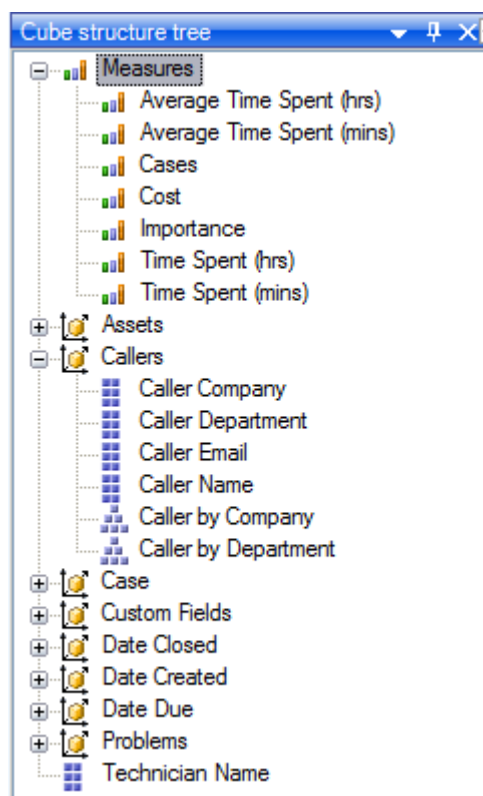 Cube structure tree
Measures
Average Time Spent (hrs)
Average Time Spent (mins)
Cases
Cost
Importance
Time Spent (hrs)
Time Spent (mins)
Assets
Callers
Caller Company
Caller Department
Caller Email
Caller Name
Caller by Company
Caller by Department
Case
Custom Fields
Date Closed
Date Created
Date Due
Problems
Technician Name